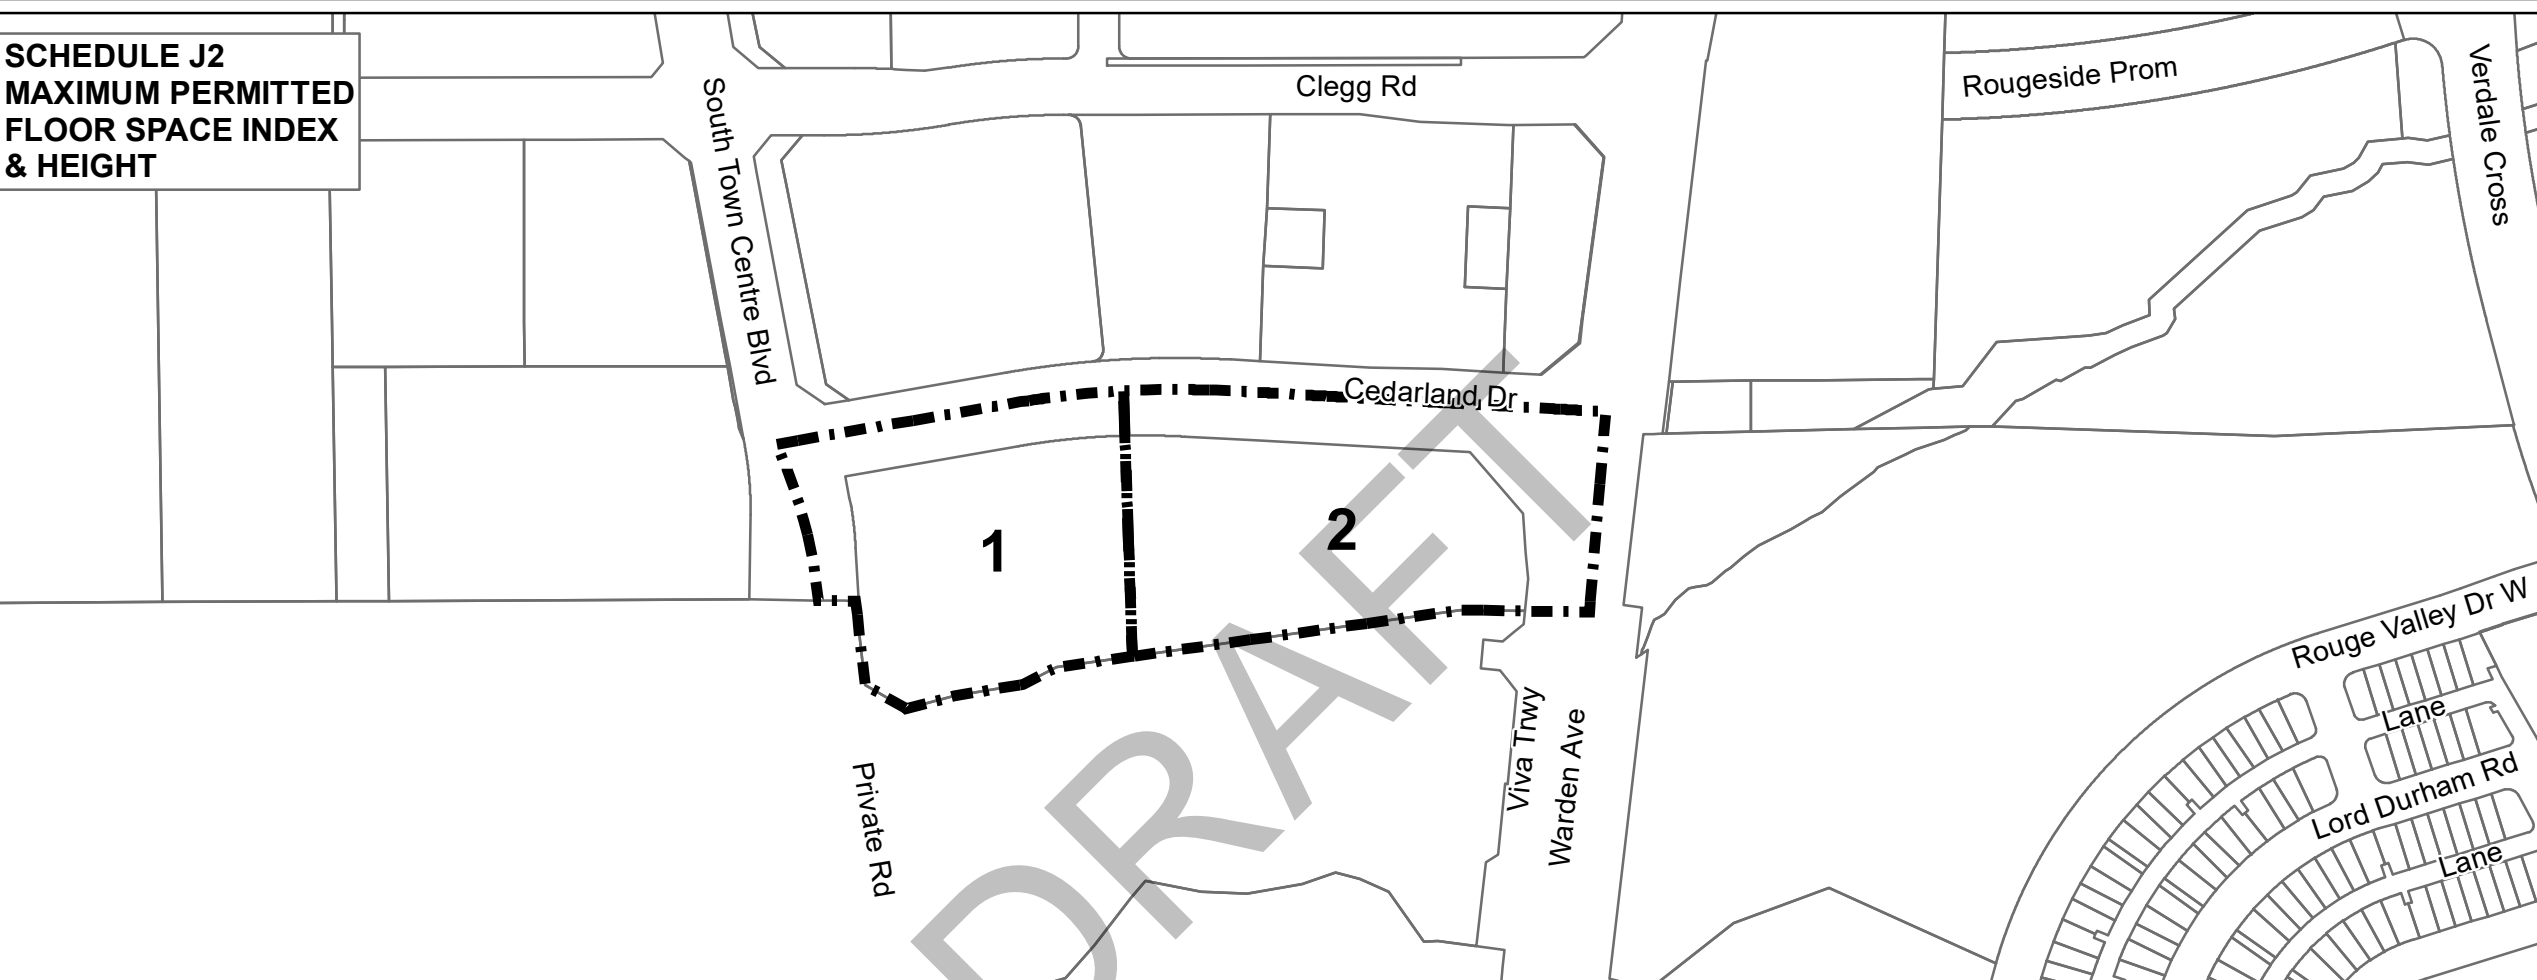 SCHEDULE J2
MAXIMUM PERMITTED
FLOOR SPACE INDEX
& HEIGHT
Clegg Rd
Rougeside Prom
Verdale Cross
South Town Centre Blvd
Cedarland Dr
1
2
DRAFT
Rouge Valley Dr W
Lane
Viva Trwy
Warden Ave
Private Rd
Lord Durham Rd
Lane